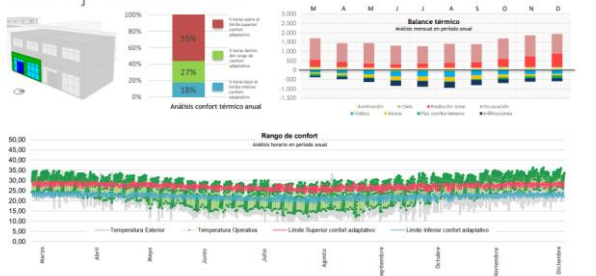 100%
80%
60%
40%
20%
0%
55%
27%
18%
% horas sobre el límite superior confort adaptativo
% horas dentro del rango de confort adaptativo
% horas bajo el límite inferior confort adaptativo
Análisis confort térmico anual
M A M J J A S O N D
Balance térmico
Análisis mensual en periodo anual
3.000
2.500
2.000
1.500
1.000
500
0
-500
-1.000
-1.500
Iluminación Radiación Solar Ocupación
Vidrios Muros Piso contra terreno Infiltraciones
Rango de confort
Análisis horario en periodo anual
50,00
45,00
40,00
35,00
30,00
25,00
20,00
15,00
10,00
5,00
0,00
Temperatura Exterior Temperatura Operativa Límite Superior confort adaptativo Límite Inferior confort adaptativo
Marzo Abril Mayo Junio Julio Agosto eptiembre Octubre Diciembre